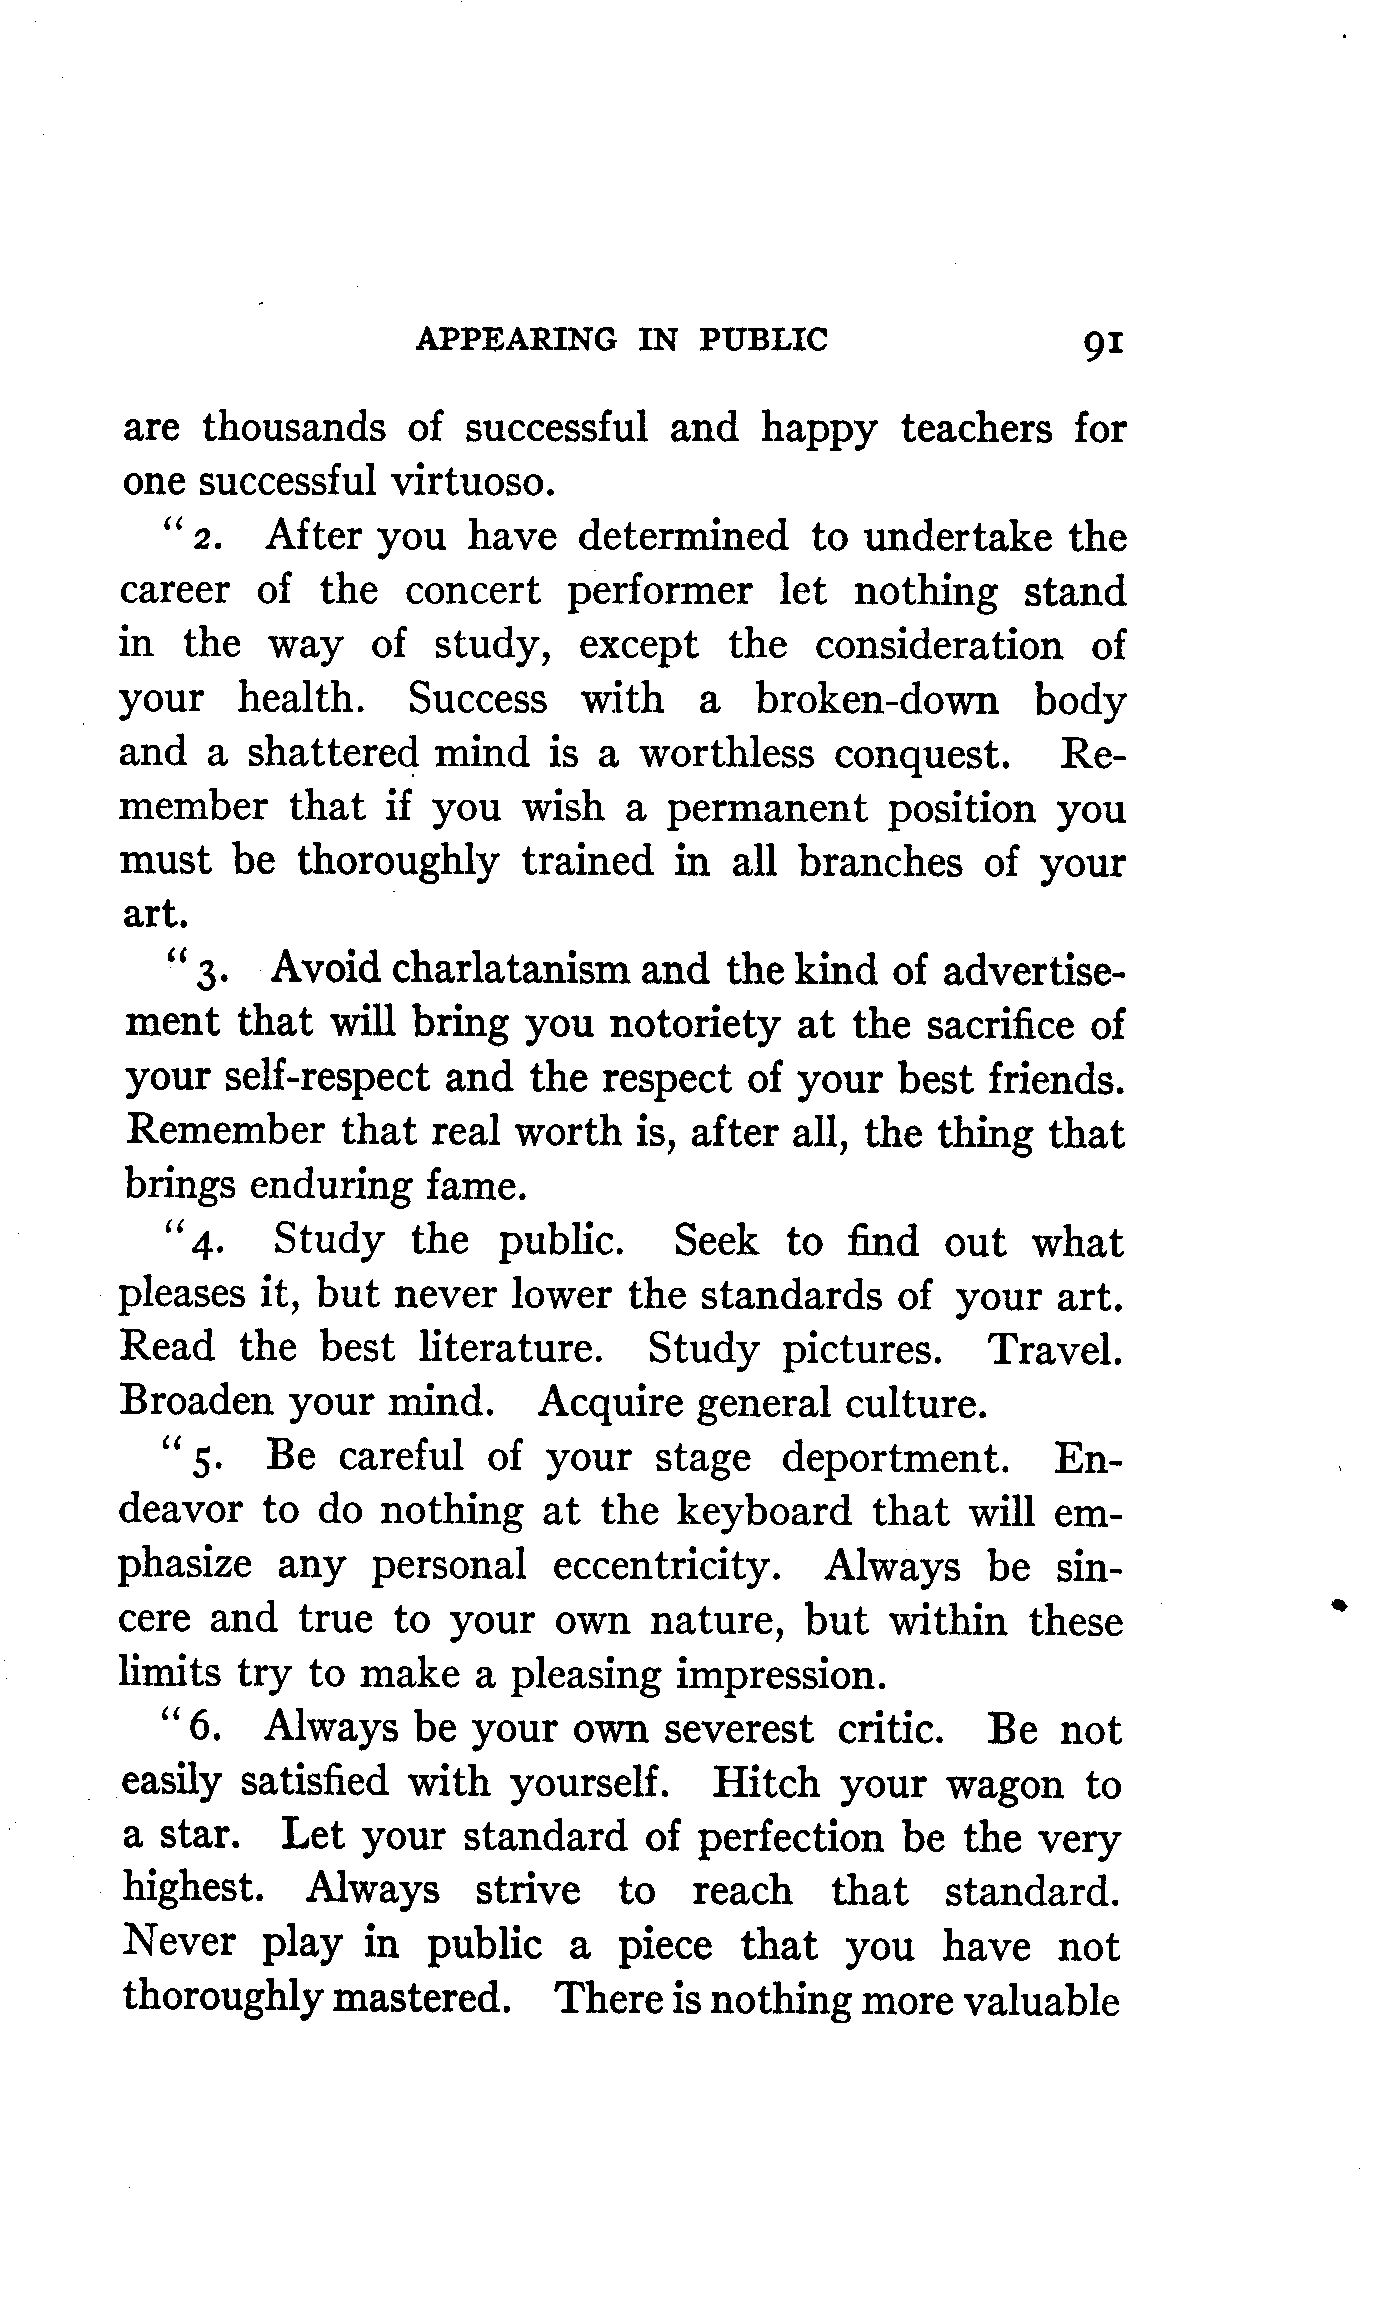 APPEARING IN PUBLIC 91
are thousands of successful and happy teachers for
one successful virtuoso.
“2. After you have determined to undertake the
career of the concert performer let nothing stand
in the way of study, except the consideration of
your health. Success with a broken-down body
and a shattered mind is a worthless conquest. Re-
member that if you wish a permanent position you
must be thoroughly trained in all branches of your
art.
“3. Avoid charlatanism and the kind of advertise-
ment that will bring you notoriety at the sacrifice of
your self-respect and the respect of your best friends.
Remember that real worth is, after all, the thing that
brings enduring fame.
“4. Study the public. Seek to find out what
pleases it, but never lower the standards of your art.
Read the best literature. Study pictures. Travel.
Broaden your mind. Acquire general culture.
“5. Be careful of your stage deportment. En-
deavor to do nothing at the keyboard that will em-
phasize any personal eccentricity. Always be sin-
cere and true to your own nature, but within these
limits try to make a pleasing impression.
“6. Always be your own severest critic. Be not
easily satisfied with yourself. Hitch your wagon to
a star. Let your standard of perfection be the very
highest. Always strive to reach that standard.
Never play in public a piece that you have not
thoroughly mastered. There is nothing more valuable